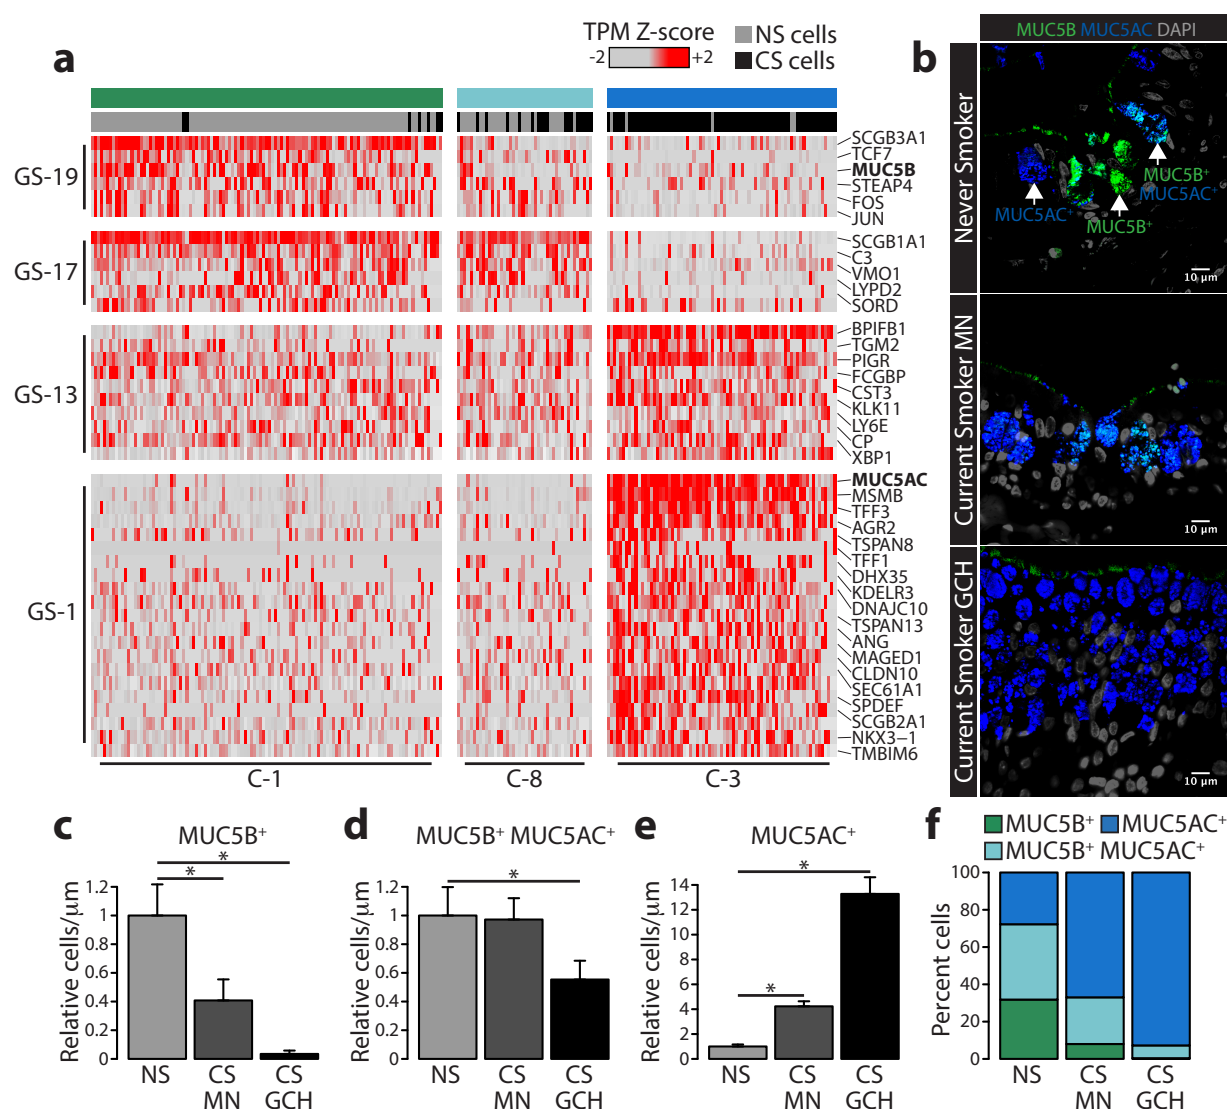 a
TPM Z-score
-2
+2
NS cells
CS cells
GS-19
SCGB3A1
TCF7
MUC5B
STEAP4
FOS
JUN
GS-17
SCGB1A1
C3
VMO1
LYPD2
SORD
GS-13
BPIFB1
TGM2
PIGR
FCGBP
CST3
KLK11
LY6E
CP
XBP1
GS-1
MUC5AC
MSMB
TFF3
AGR2
TSPAN8
TFF1
DHX35
KDELR3
DNAJC10
TSPAN13
ANG
MAGED1
CLDN10
SEC61A1
SPDEF
SCGB2A1
NKX3−1
TMBIM6
C-1
C-8
C-3
b
MUC5B MUC5AC DAPI
Never Smoker
MUC5AC⁺
MUC5B⁺
MUC5B⁺
MUC5AC⁺
10 µm
Current Smoker MN
10 µm
Current Smoker GCH
10 µm
c
MUC5B⁺
Relative cells/µm
1.2
1
0.8
0.6
0.4
0.2
0
*
*
NS
CS MN
CS GCH
d
MUC5B⁺ MUC5AC⁺
Relative cells/µm
1.2
1
0.8
0.6
0.4
0.2
0
*
NS
CS MN
CS GCH
e
MUC5AC⁺
Relative cells/µm
14
12
10
8
6
4
2
0
*
*
NS
CS MN
CS GCH
f
MUC5B⁺
MUC5AC⁺
MUC5B⁺ MUC5AC⁺
Percent cells
100
80
60
40
20
0
NS
CS MN
CS GCH